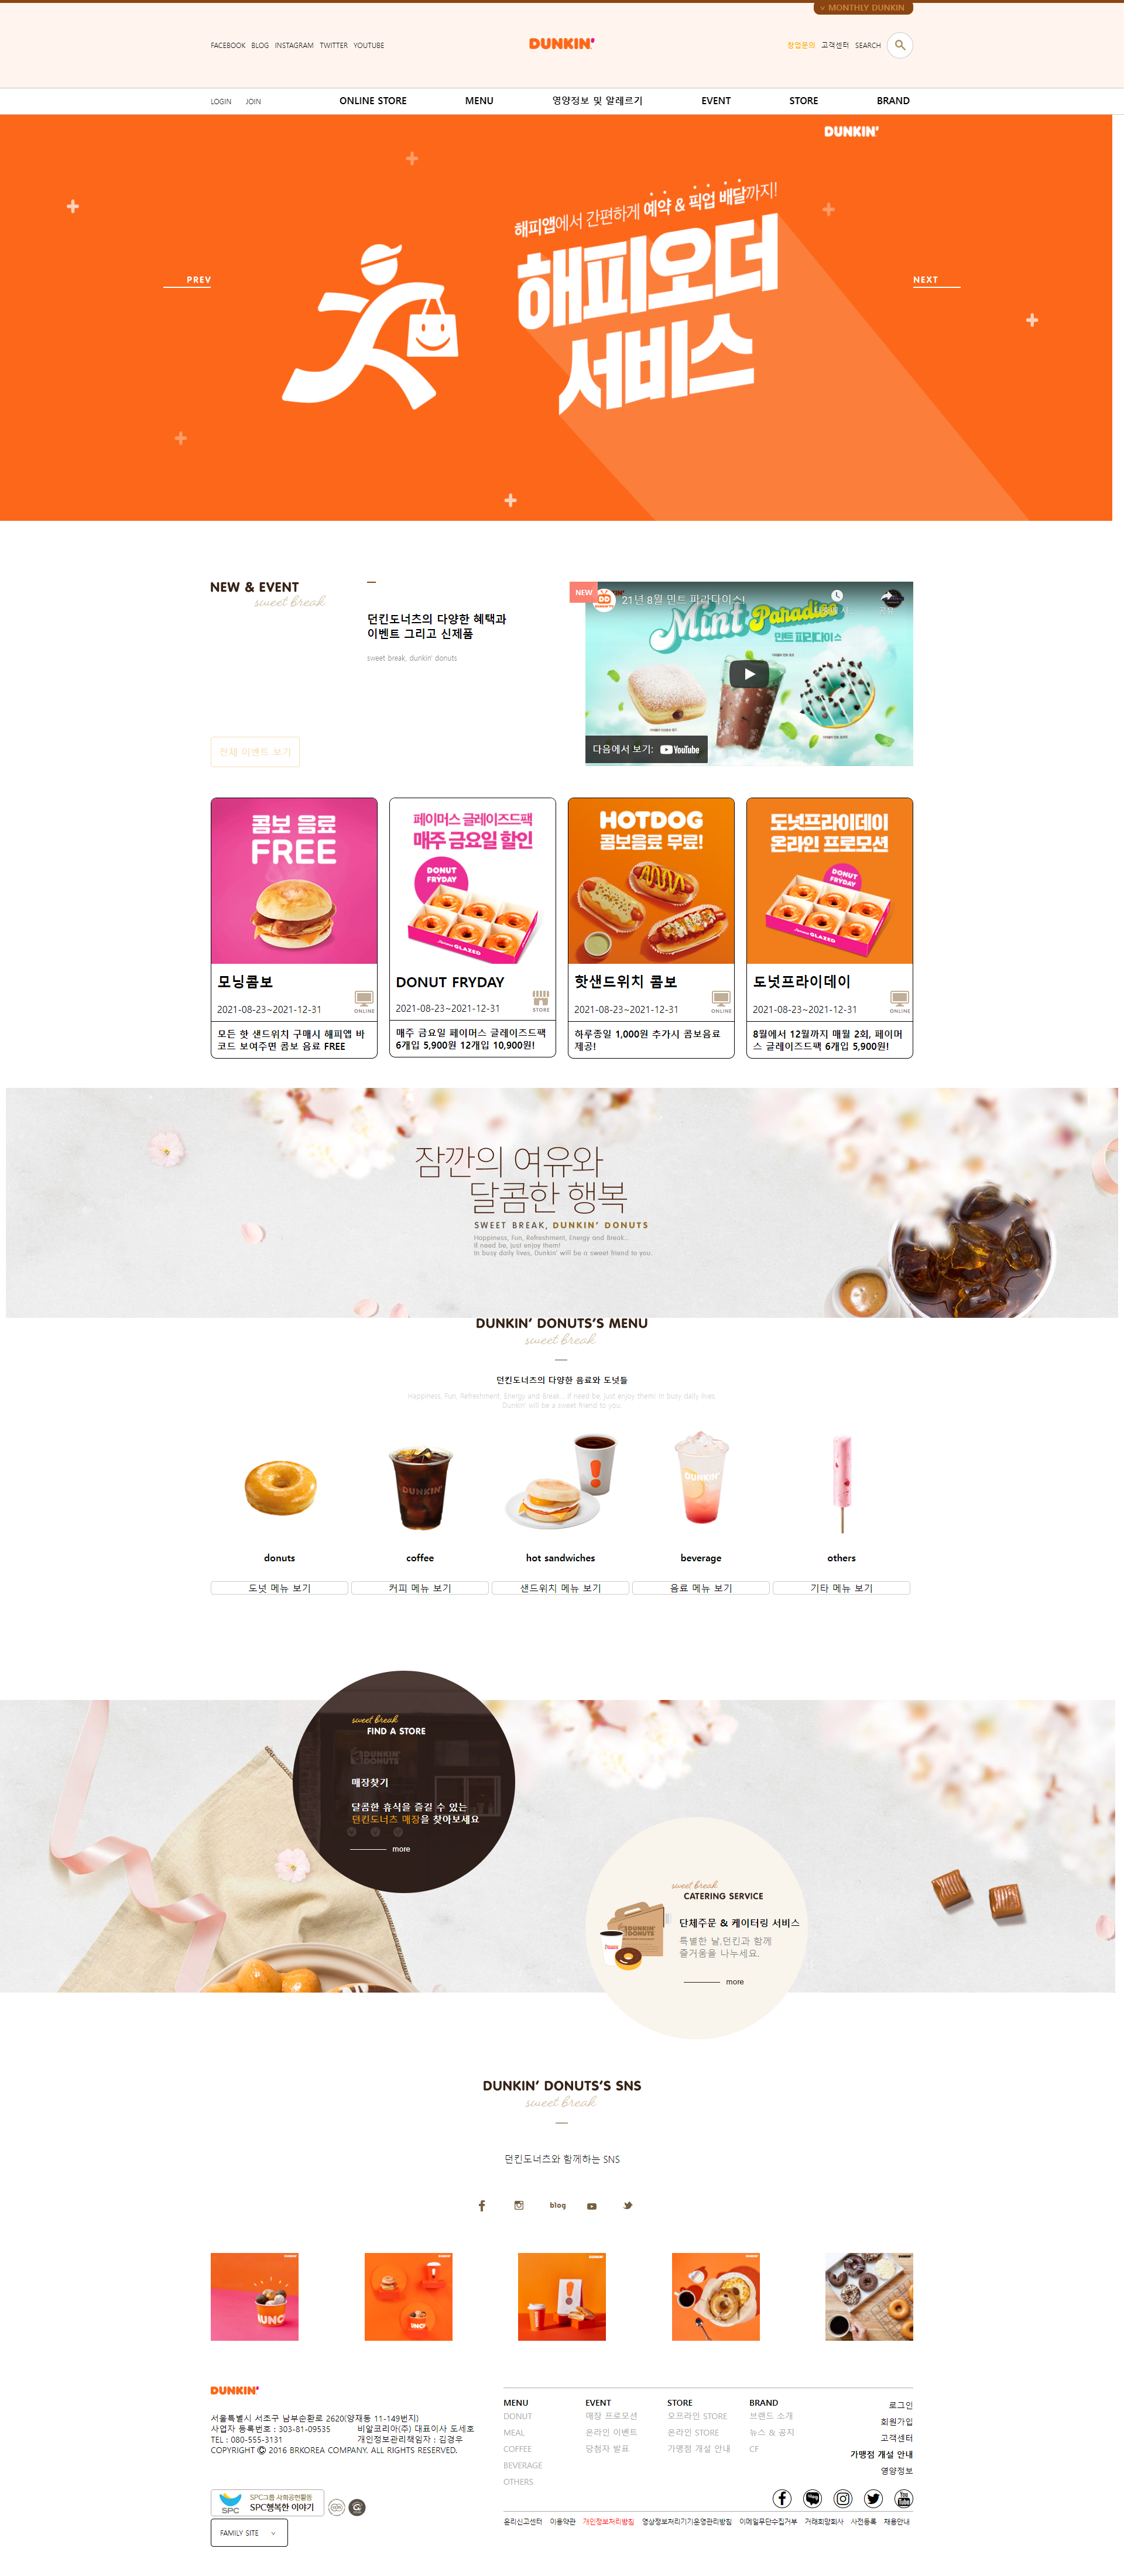 MONTHLY DUNKIN
FACEBOOK BLOG INSTAGRAM TWITTER YOUTUBE
DUNKIN'
창업문의 고객센터 SEARCH
LOGIN JOIN
ONLINE STORE MENU 영양정보 및 알레르기 EVENT STORE BRAND
DUNKIN'
해피앱에서 간편하게 예약 & 픽업 배달까지!
해피오더
서비스
PREV
NEXT
NEW & EVENT
sweet break
던킨도너츠의 다양한 혜택과
이벤트 그리고 신제품
sweet break, dunkin' donuts
전체 이벤트 보기
NEW
21년 8월 민트 파라다이스!
Mint Paradise
민트 파라다이스
다음에서 보기: YouTube
콤보 음료
FREE
모닝콤보
2021-08-23~2021-12-31
ONLINE
모든 핫 샌드위치 구매시 해피앱 바
코드 보여주면 콤보 음료 FREE
페이머스 글레이즈드팩
매주 금요일 할인
DONUT
FRYDAY
GLAZED
DONUT FRYDAY
2021-08-23~2021-12-31
STORE
매주 금요일 페이머스 글레이즈드팩
6개입 5,900원 12개입 10,900원!
HOTDOG
콤보음료 무료!
핫샌드위치 콤보
2021-08-23~2021-12-31
ONLINE
하루종일 1,000원 추가시 콤보음료
제공!
도넛프라이데이
온라인 프로모션
DONUT
FRYDAY
GLAZED
도넛프라이데이
2021-08-23~2021-12-31
ONLINE
8월에서 12월까지 매월 2회, 페이머
스 글레이즈드팩 6개입 5,900원!
잠깐의 여유와
달콤한 행복
SWEET BREAK, DUNKIN' DONUTS
Happiness, Fun, Refreshment, Energy and Break...
If need be, just enjoy them!
In busy daily lives, Dunkin' will be a sweet friend to you.
DUNKIN' DONUTS'S MENU
sweet break
던킨도너츠의 다양한 음료와 도넛들
Happiness, Fun, Refreshment, Energy and Break... If need be, just enjoy them! In busy daily lives,
Dunkin' will be a sweet friend to you.
DUNKIN'
DUNKIN'
donuts coffee hot sandwiches beverage others
도넛 메뉴 보기 커피 메뉴 보기 샌드위치 메뉴 보기 음료 메뉴 보기 기타 메뉴 보기
sweet break
FIND A STORE
DUNKIN'
DONUTS
매장찾기
달콤한 휴식을 즐길 수 있는
던킨도너츠 매장을 찾아보세요
more
sweet break
CATERING SERVICE
DUNKIN'
DONUTS
단체주문 & 케이터링 서비스
특별한 날,던킨과 함께
즐거움을 나누세요.
more
DUNKIN' DONUTS'S SNS
sweet break
던킨도너츠와 함께하는 SNS
blog
DUNKIN'
서울특별시 서초구 남부순환로 2620(양재동 11-149번지)
사업자 등록번호 : 303-81-09535 비알코리아(주) 대표이사 도세호
TEL : 080-555-3131 개인정보관리책임자 : 김경우
COPYRIGHT © 2016 BRKOREA COMPANY. ALL RIGHTS RESERVED.
SPC
SPC그룹 사회공헌활동
SPC행복한 이야기
FAMILY SITE
MENU EVENT STORE BRAND 로그인
DONUT 매장 프로모션 오프라인 STORE 브랜드 소개 회원가입
MEAL 온라인 이벤트 온라인 STORE 뉴스 & 공지 고객센터
COFFEE 당첨자 발표 가맹점 개설 안내 CF 가맹점 개설 안내
BEVERAGE 영양정보
OTHERS
You Tube
윤리신고센터 이용약관 개인정보처리방침 영상정보처리기기운영관리방침 이메일무단수집거부 거래희망회사 사전등록 채용안내